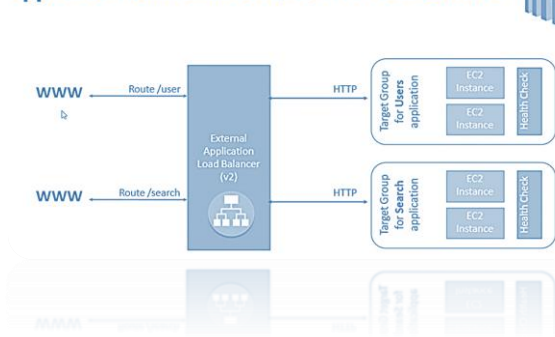 WWW
Route /user
HTTP
Target Group
for Users
application
EC2
Instance
EC2
Instance
Health Check
External
Application
Load Balancer
(v2)
WWW
Route /search
HTTP
Target Group
for Search
application
EC2
Instance
EC2
Instance
Health Check